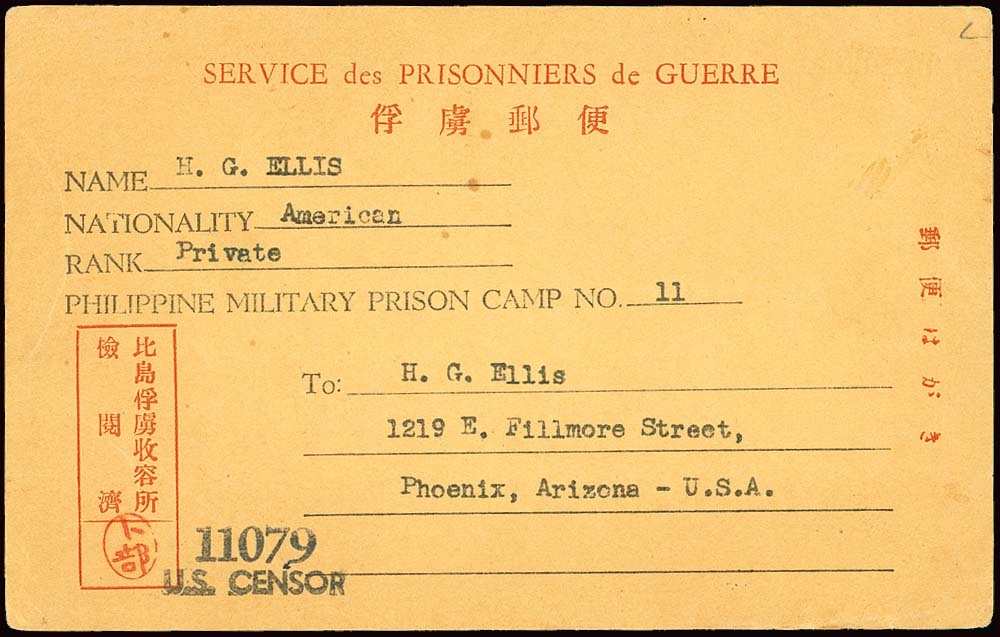 SERVICE des PRISONNIERS de GUERRE
俘虜郵便
NAME H. G. ELLIS
NATIONALITY American
RANK Private
PHILIPPINE MILITARY PRISON CAMP NO. 11
郵便はがき
比島俘虜收容所
檢閲濟
卜部
To: H. G. Ellis
1219 E. Fillmore Street,
Phoenix, Arizona - U.S.A.
11079
U.S. CENSOR